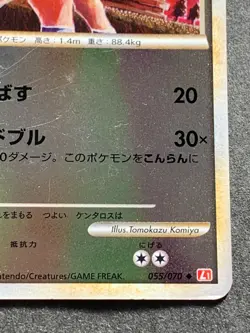 ポケモン 高さ：1.4m 重さ：88.4kg
ばす 20
ドブル 30×
0ダメージ。このポケモンをこんらんに
をまもる つよい ケンタロスは
Illus.Tomokazu Komiya
抵抗力 にげる
ntendo/Creatures/GAME FREAK. 055/070 ◆ L1